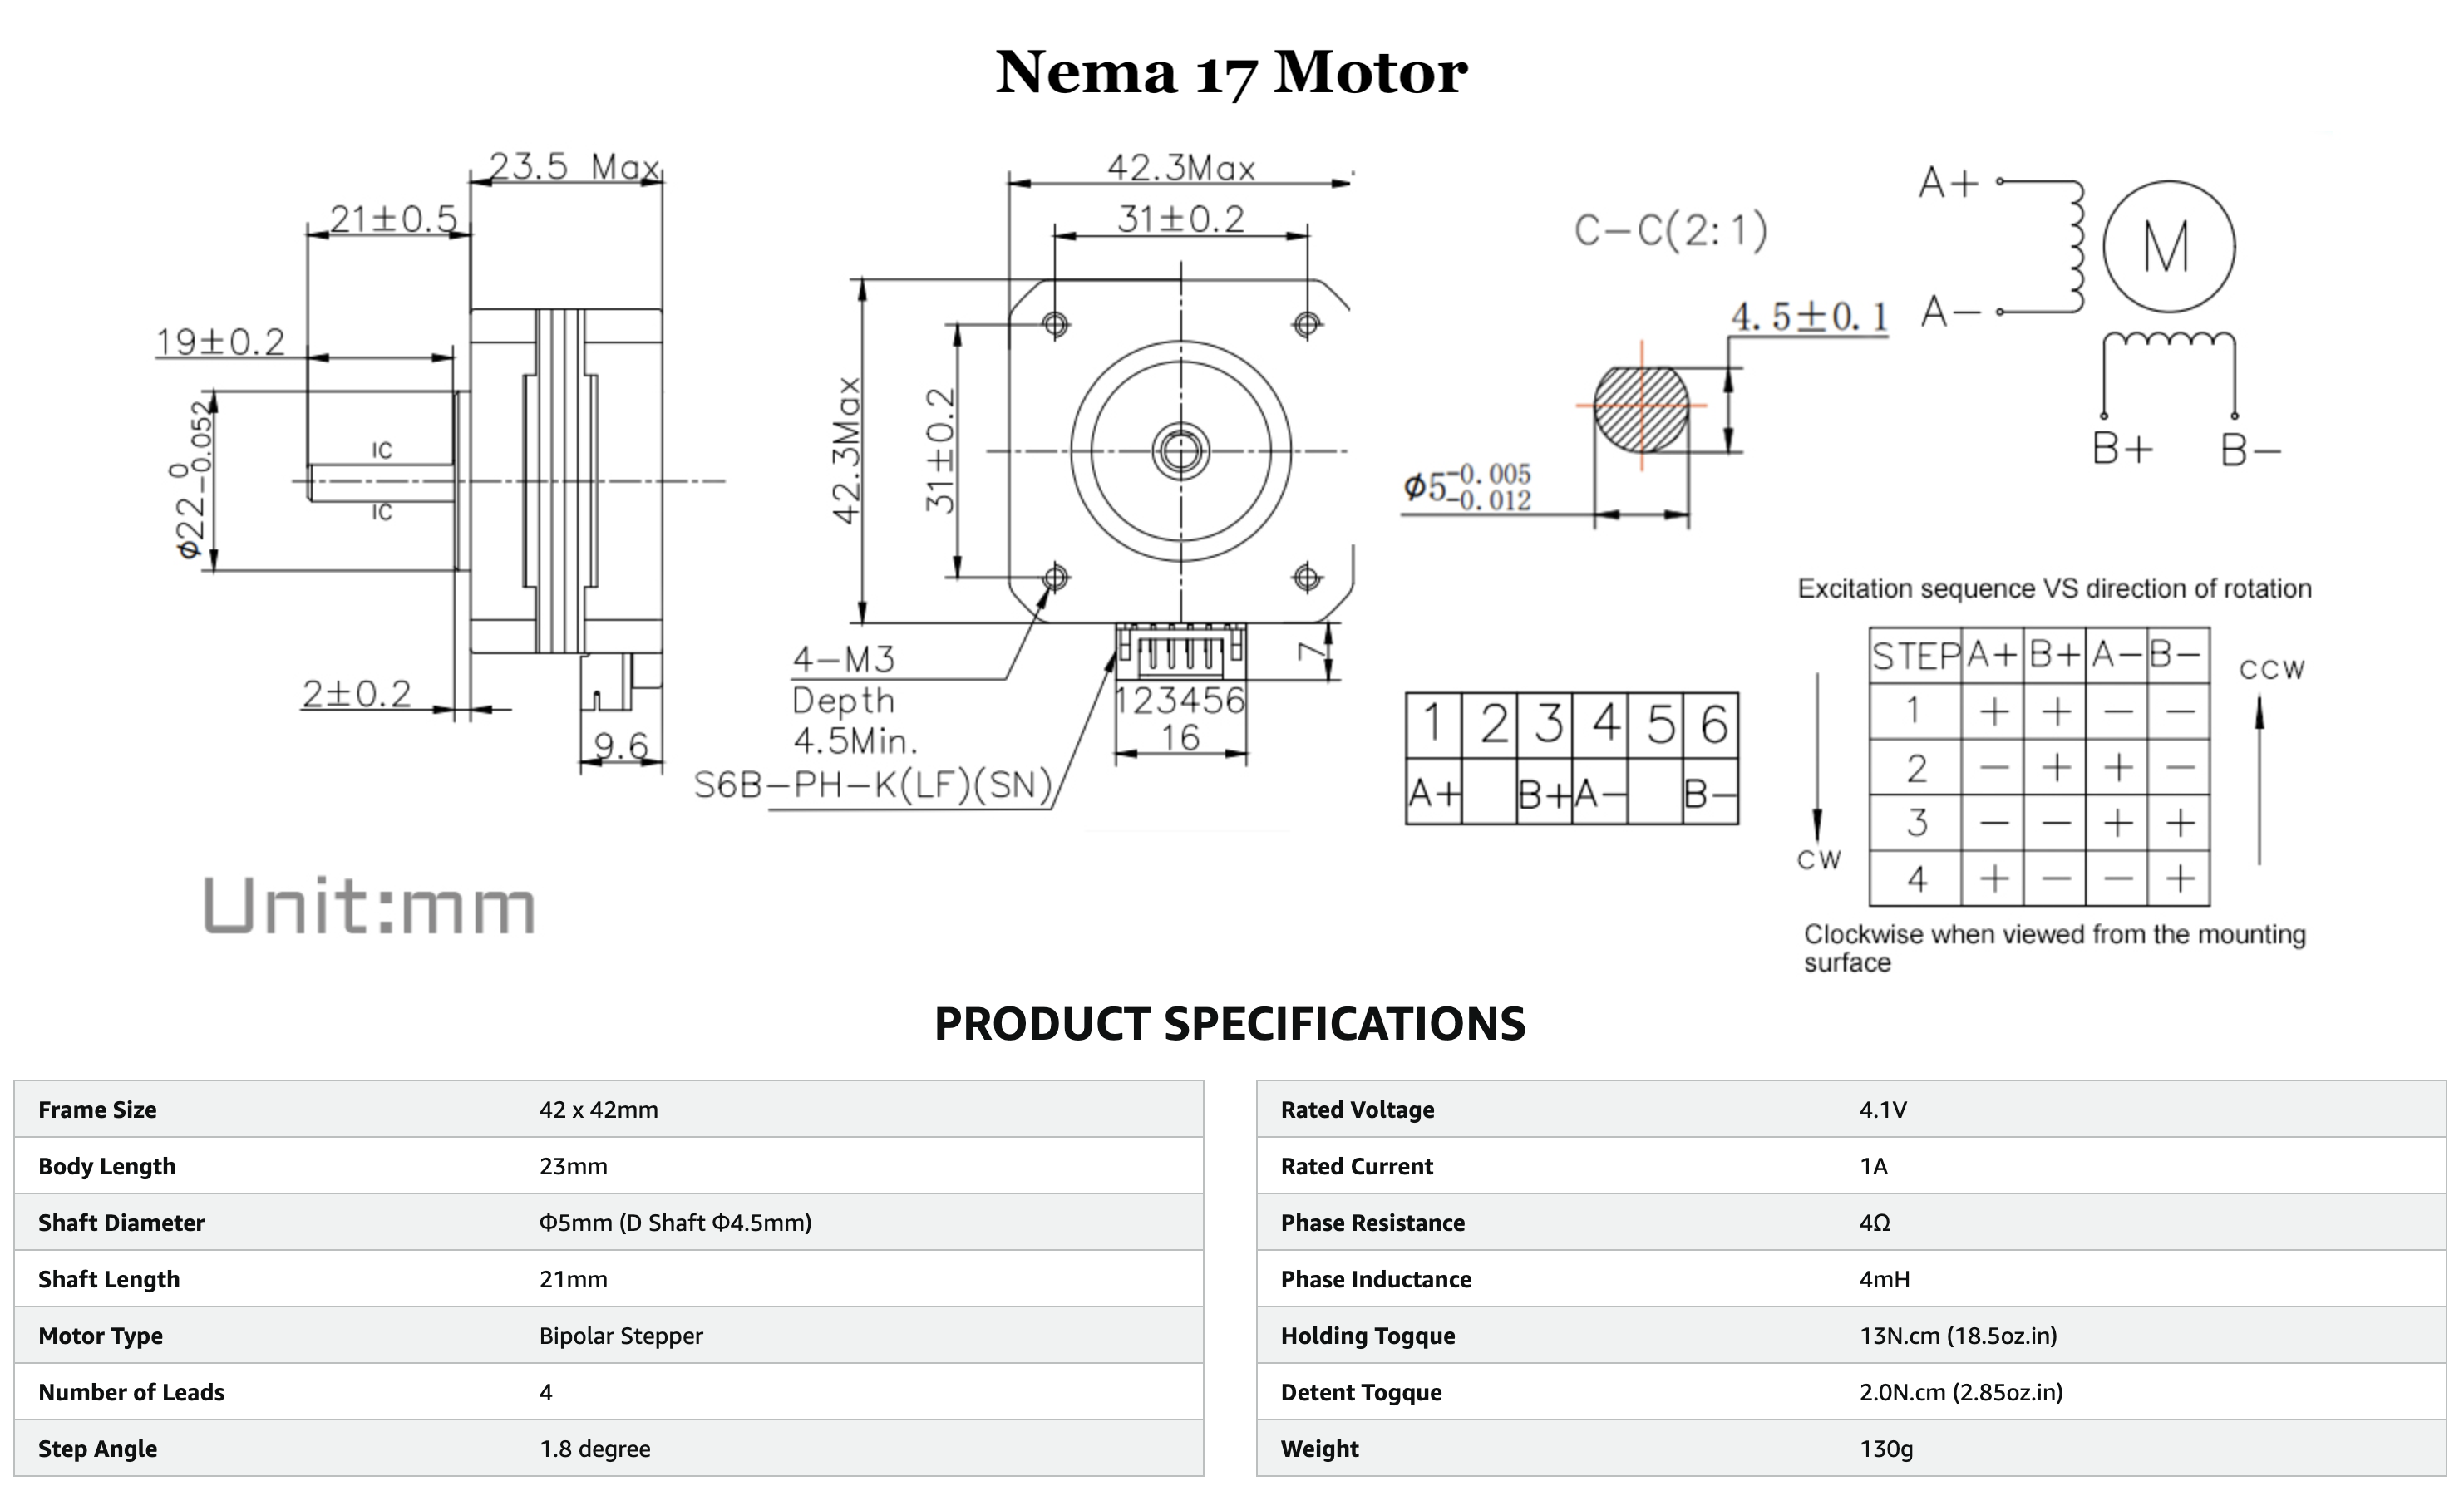 Nema 17 Motor
23.5 Max
21±0.5
19±0.2
ϕ22 0 -0.052
IC
IC
2±0.2
9.6
42.3Max
31±0.2
42.3Max
31±0.2
4-M3
Depth
4.5Min.
S6B-PH-K(LF)(SN)
7
123456
16
C-C(2:1)
4.5±0.1
ϕ5 -0.005 -0.012
A+
A-
M
B+ B-
1 2 3 4 5 6
A+ B+ A- B-
Excitation sequence VS direction of rotation
STEP A+ B+ A- B-
1 + + - -
2 - + + -
3 - - + +
4 + - - +
CW
CCW
Clockwise when viewed from the mounting
surface
Unit:mm
PRODUCT SPECIFICATIONS
Frame Size 42 x 42mm
Body Length 23mm
Shaft Diameter Φ5mm (D Shaft Φ4.5mm)
Shaft Length 21mm
Motor Type Bipolar Stepper
Number of Leads 4
Step Angle 1.8 degree
Rated Voltage 4.1V
Rated Current 1A
Phase Resistance 4Ω
Phase Inductance 4mH
Holding Togque 13N.cm (18.5oz.in)
Detent Togque 2.0N.cm (2.85oz.in)
Weight 130g